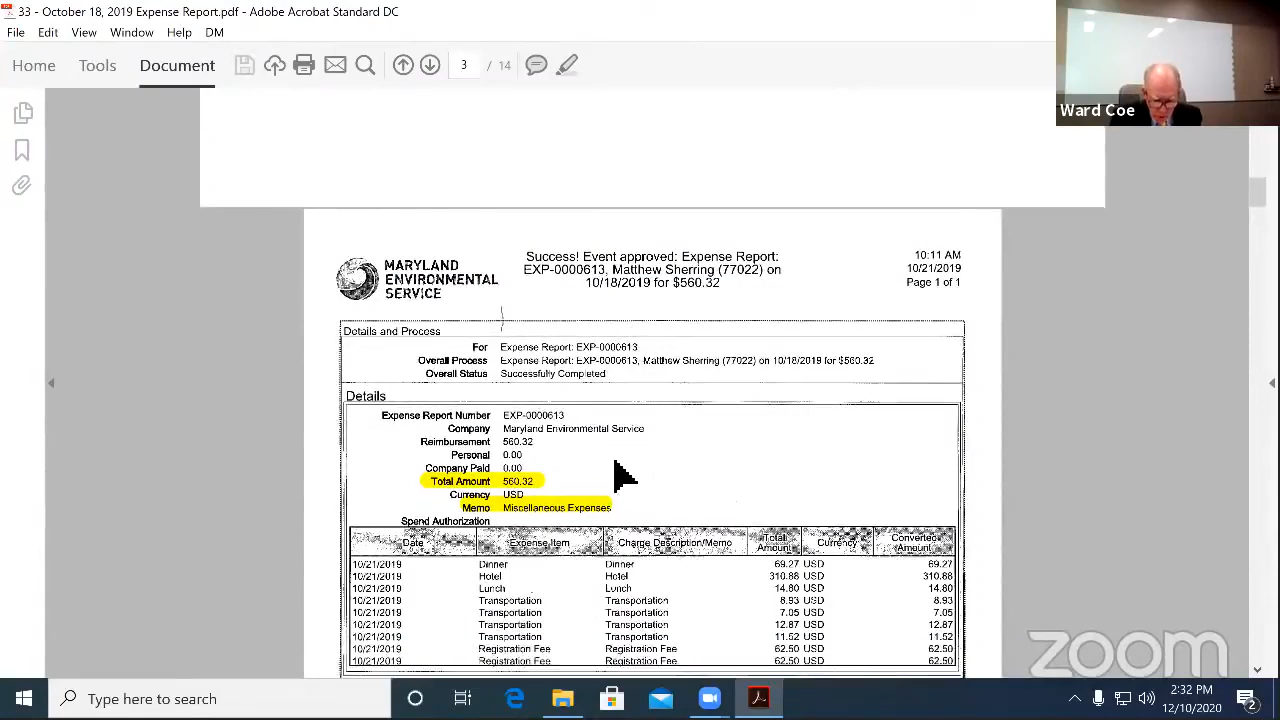 33 - October 18, 2019 Expense Report.pdf - Adobe Acrobat Standard DC
File Edit View Window Help DM
Home Tools Document 3 / 14
Ward Coe
MARYLAND
ENVIRONMENTAL
SERVICE
Success! Event approved: Expense Report:
EXP-0000613, Matthew Sherring (77022) on
10/18/2019 for $560.32
10:11 AM
10/21/2019
Page 1 of 1
Details and Process
For Expense Report: EXP-0000613
Overall Process Expense Report: EXP-0000613, Matthew Sherring (77022) on 10/18/2019 for $560.32
Overall Status Successfully Completed
Details
Expense Report Number EXP-0000613
Company Maryland Environmental Service
Reimbursement 560.32
Personal 0.00
Company Paid 0.00
Total Amount 560.32
Currency USD
Memo Miscellaneous Expenses
Spend Authorization
Date Expense Item Charge Description/Memo Total Amount Currency Converted Amount
10/21/2019 Dinner Dinner 69.27 USD 69.27
10/21/2019 Hotel Hotel 310.88 USD 310.88
10/21/2019 Lunch Lunch 14.80 USD 14.80
10/21/2019 Transportation Transportation 8.93 USD 8.93
10/21/2019 Transportation Transportation 7.05 USD 7.05
10/21/2019 Transportation Transportation 12.87 USD 12.87
10/21/2019 Transportation Transportation 11.52 USD 11.52
10/21/2019 Registration Fee Registration Fee 62.50 USD 62.50
10/21/2019 Registration Fee Registration Fee 62.50 USD 62.50
zoom
Type here to search
2:32 PM
12/10/2020
2